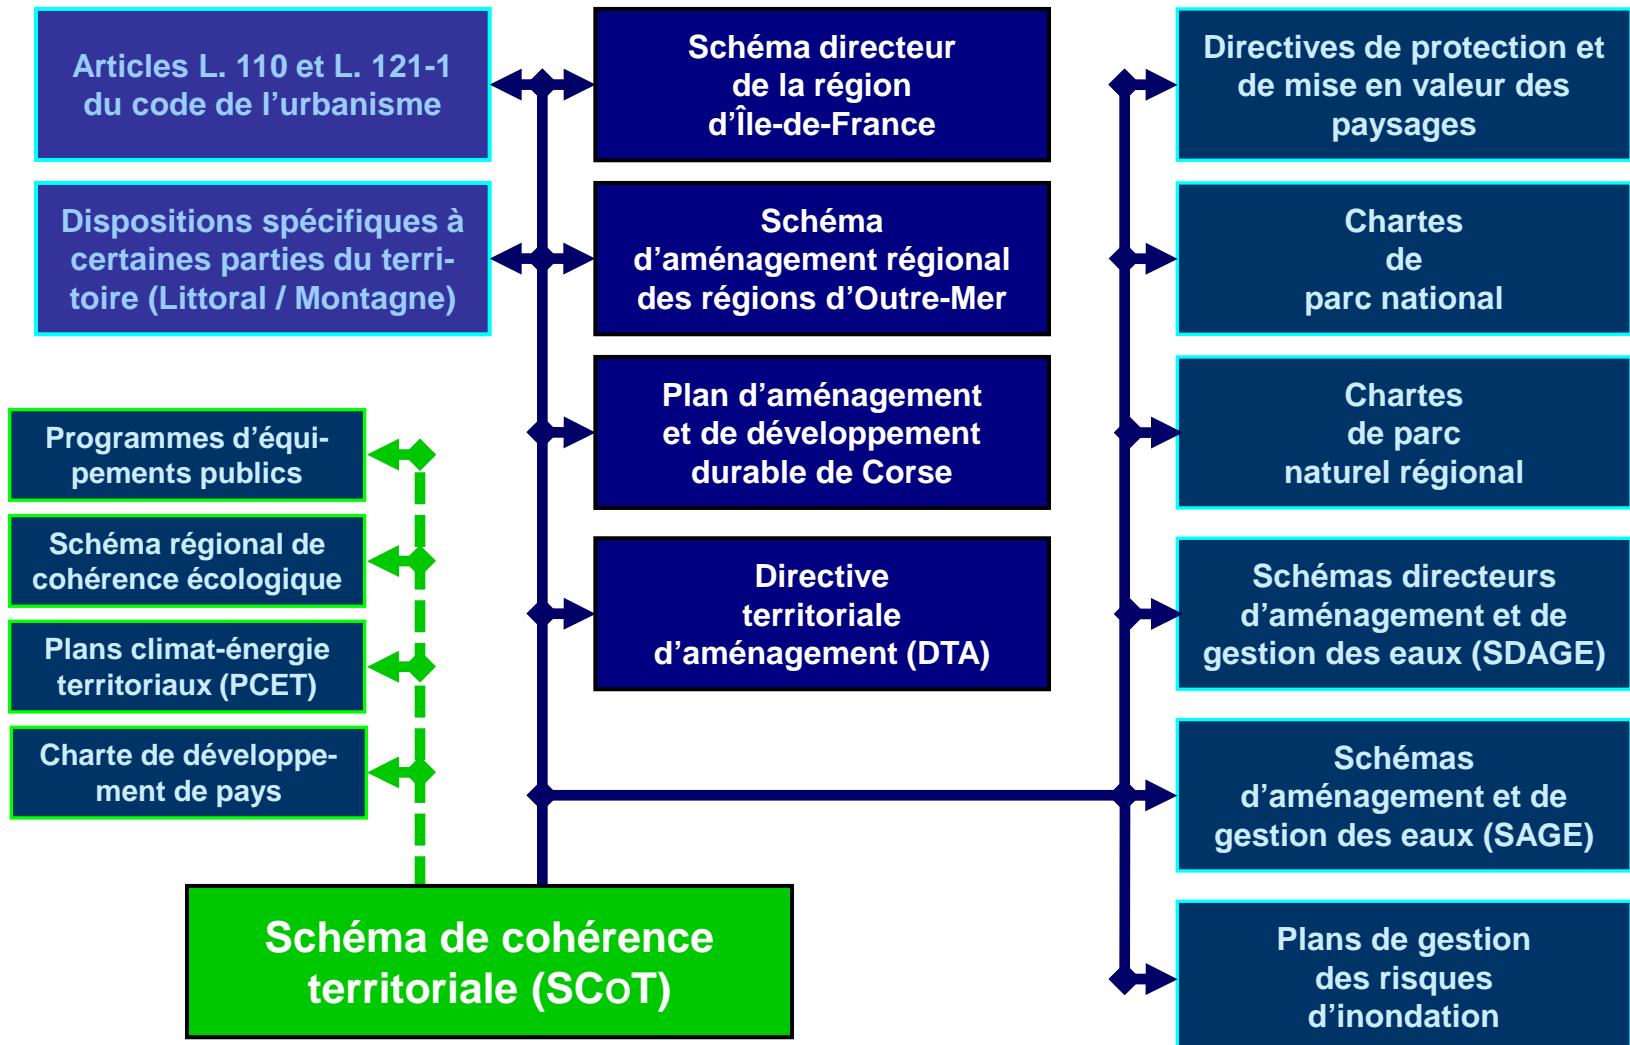 Articles L. 110 et L. 121-1
du code de l’urbanisme
Dispositions spécifiques à
certaines parties du terri-
toire (Littoral / Montagne)
Programmes d’équi-
pements publics
Schéma régional de
cohérence écologique
Plans climat-énergie
territoriaux (PCET)
Charte de développe-
ment de pays
Schéma de cohérence
territoriale (SCoT)
Schéma directeur
de la région
d’Île-de-France
Schéma
d’aménagement régional
des régions d’Outre-Mer
Plan d’aménagement
et de développement
durable de Corse
Directive
territoriale
d’aménagement (DTA)
Directives de protection et
de mise en valeur des
paysages
Chartes
de
parc national
Chartes
de parc
naturel régional
Schémas directeurs
d’aménagement et de
gestion des eaux (SDAGE)
Schémas
d’aménagement et de
gestion des eaux (SAGE)
Plans de gestion
des risques
d’inondation